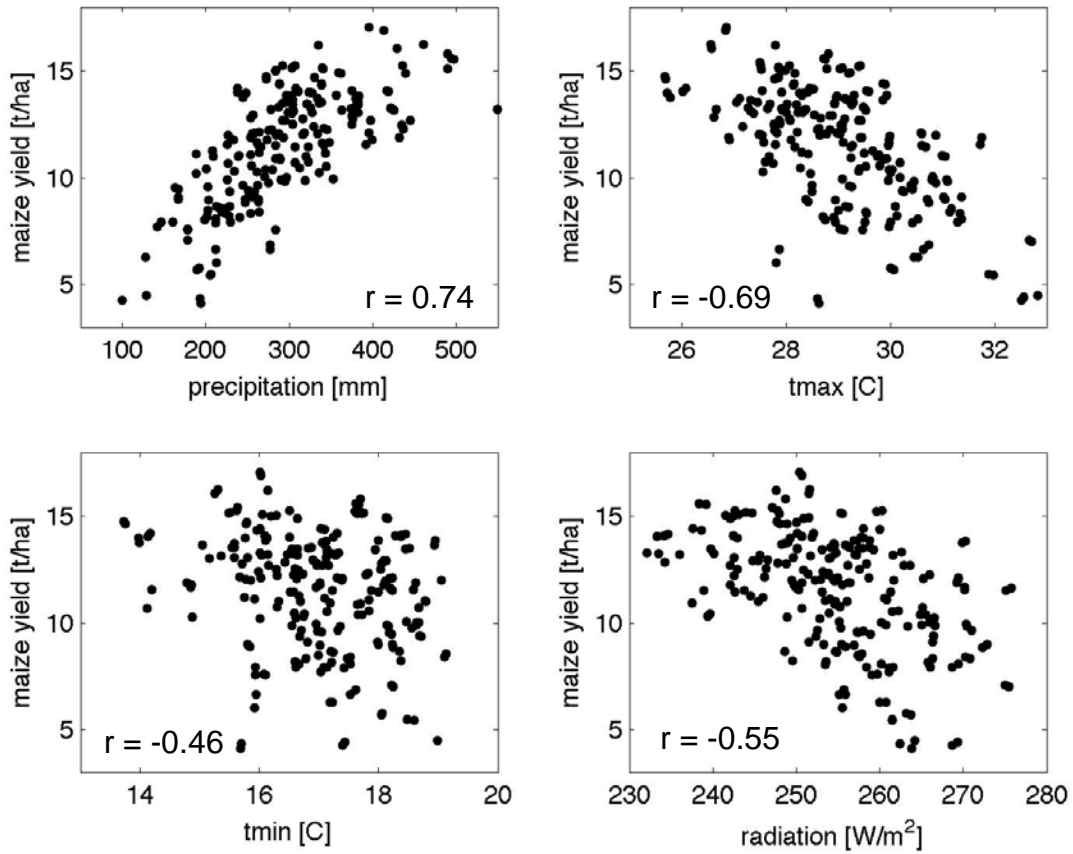 maize yield [t/ha]
15
10
5
r = 0.74
100 200 300 400 500
precipitation [mm]
maize yield [t/ha]
15
10
5
r = -0.69
26 28 30 32
tmax [C]
maize yield [t/ha]
15
10
5
r = -0.46
14 16 18 20
tmin [C]
maize yield [t/ha]
15
10
5
r = -0.55
230 240 250 260 270 280
radiation [W/m²]